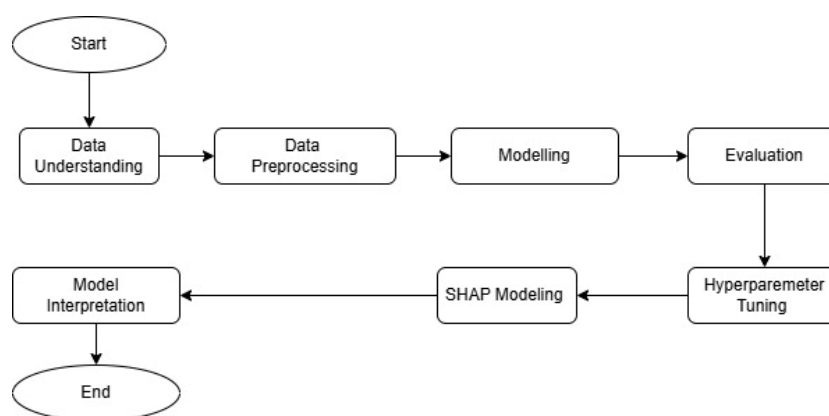 Start
Data
Understanding
Data
Preprocessing
Modelling
Evaluation
Hyperparemeter
Tuning
SHAP Modeling
Model
Interpretation
End